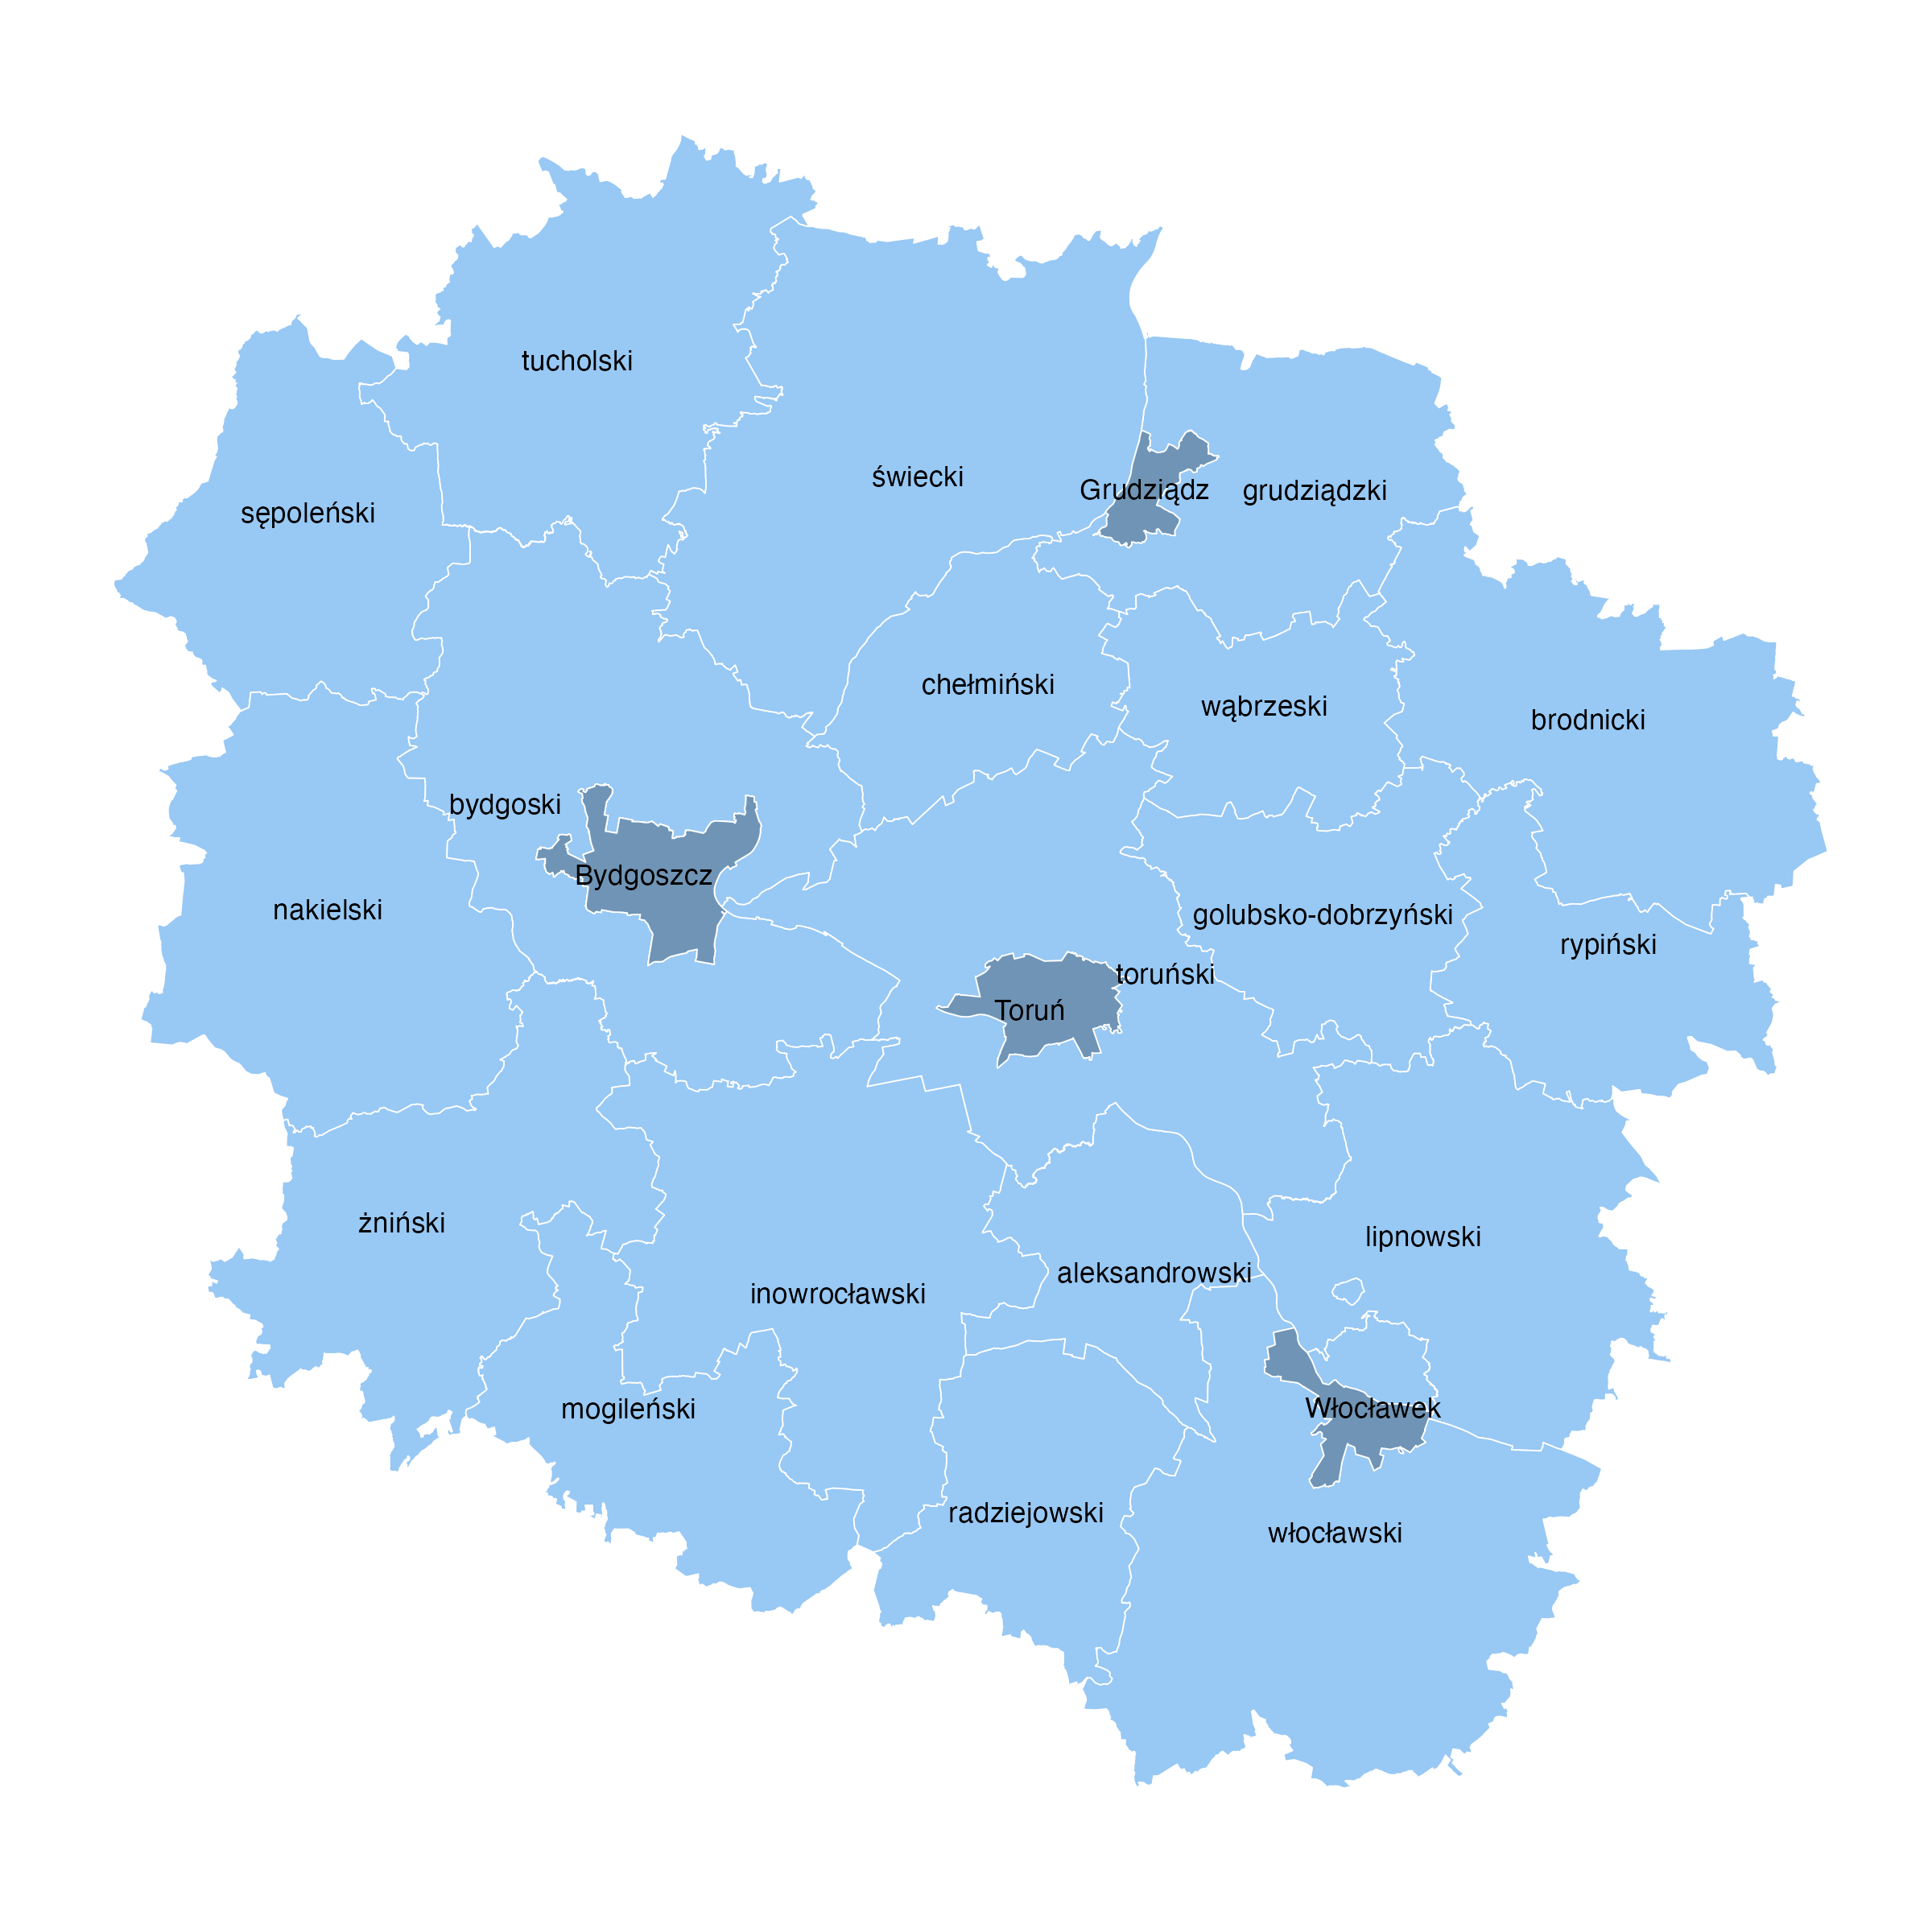 tucholski
świecki
Grudziądz
grudziądzki
sępoleński
chełmiński
wąbrzeski
brodnicki
bydgoski
Bydgoszcz
nakielski
golubsko-dobrzyński
rypiński
toruński
Toruń
żniński
lipnowski
aleksandrowski
inowrocławski
mogileński
Włocławek
radziejowski
włocławski